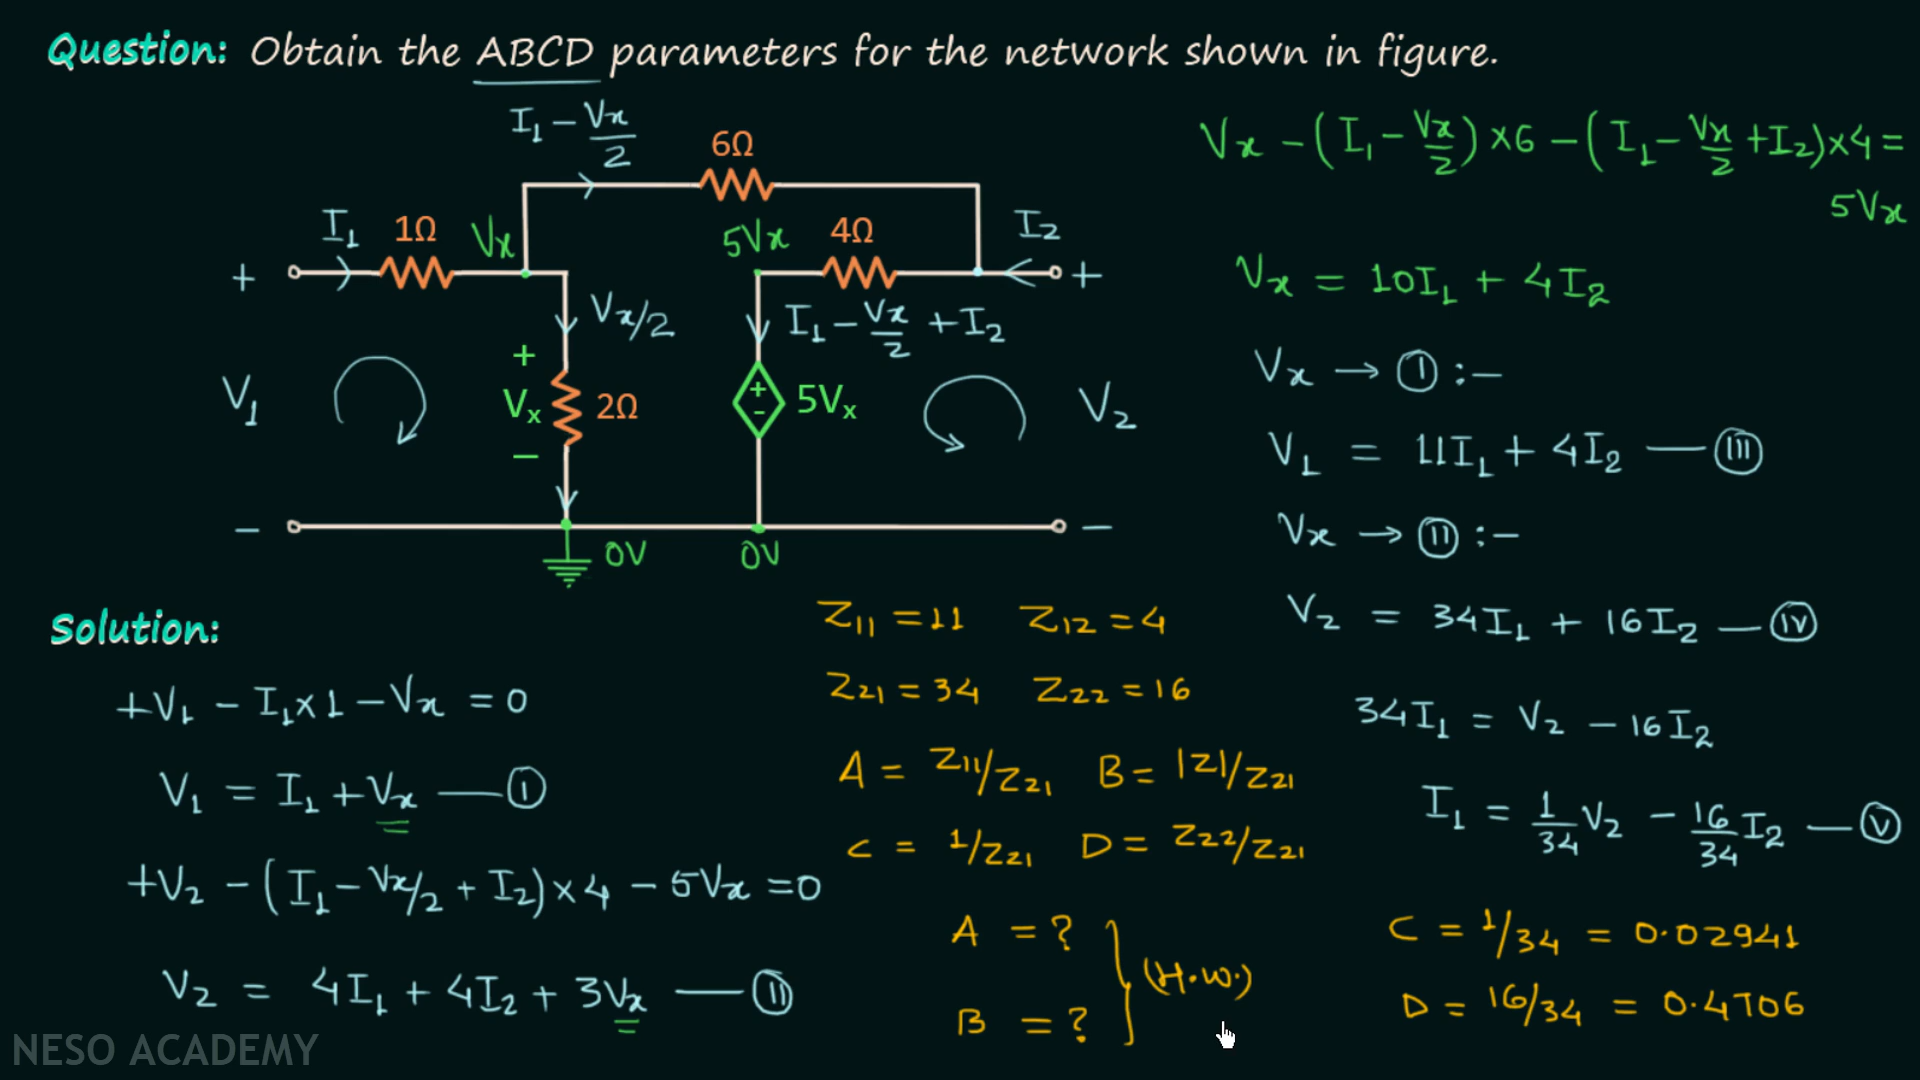 Question: Obtain the ABCD parameters for the network shown in figure.
I₁ - Vx/2
6Ω
I₁
1Ω
Vx
5Vx
4Ω
I₂
+
+
Vx/2
I₁ - Vx/2 + I₂
+
Vx
-
2Ω
+
-
5Vx
V₁
V₂
-
-
0V
0V
Vx - (I₁ - Vx/2) × 6 - (I₁ - Vx/2 + I₂) × 4 =
5Vx
Vx = 10I₁ + 4I₂
Vx → (I) :-
V₁ = 11I₁ + 4I₂ — (III)
Vx → (II) :-
V₂ = 34I₁ + 16I₂ — (IV)
34I₁ = V₂ - 16I₂
I₁ = 1/34 V₂ - 16/34 I₂ — (V)
C = 1/34 = 0.02941
D = 16/34 = 0.4706
Solution:
+V₁ - I₁×1 - Vx = 0
V₁ = I₁ + Vx — (I)
+V₂ - (I₁ - Vx/2 + I₂) × 4 - 5Vx = 0
V₂ = 4I₁ + 4I₂ + 3Vx — (II)
Z₁₁ = 11 Z₁₂ = 4
Z₂₁ = 34 Z₂₂ = 16
A = Z₁₁/Z₂₁ B = |Z|/Z₂₁
C = 1/Z₂₁ D = Z₂₂/Z₂₁
A = ?
B = ?
(H.W.)
NESO ACADEMY